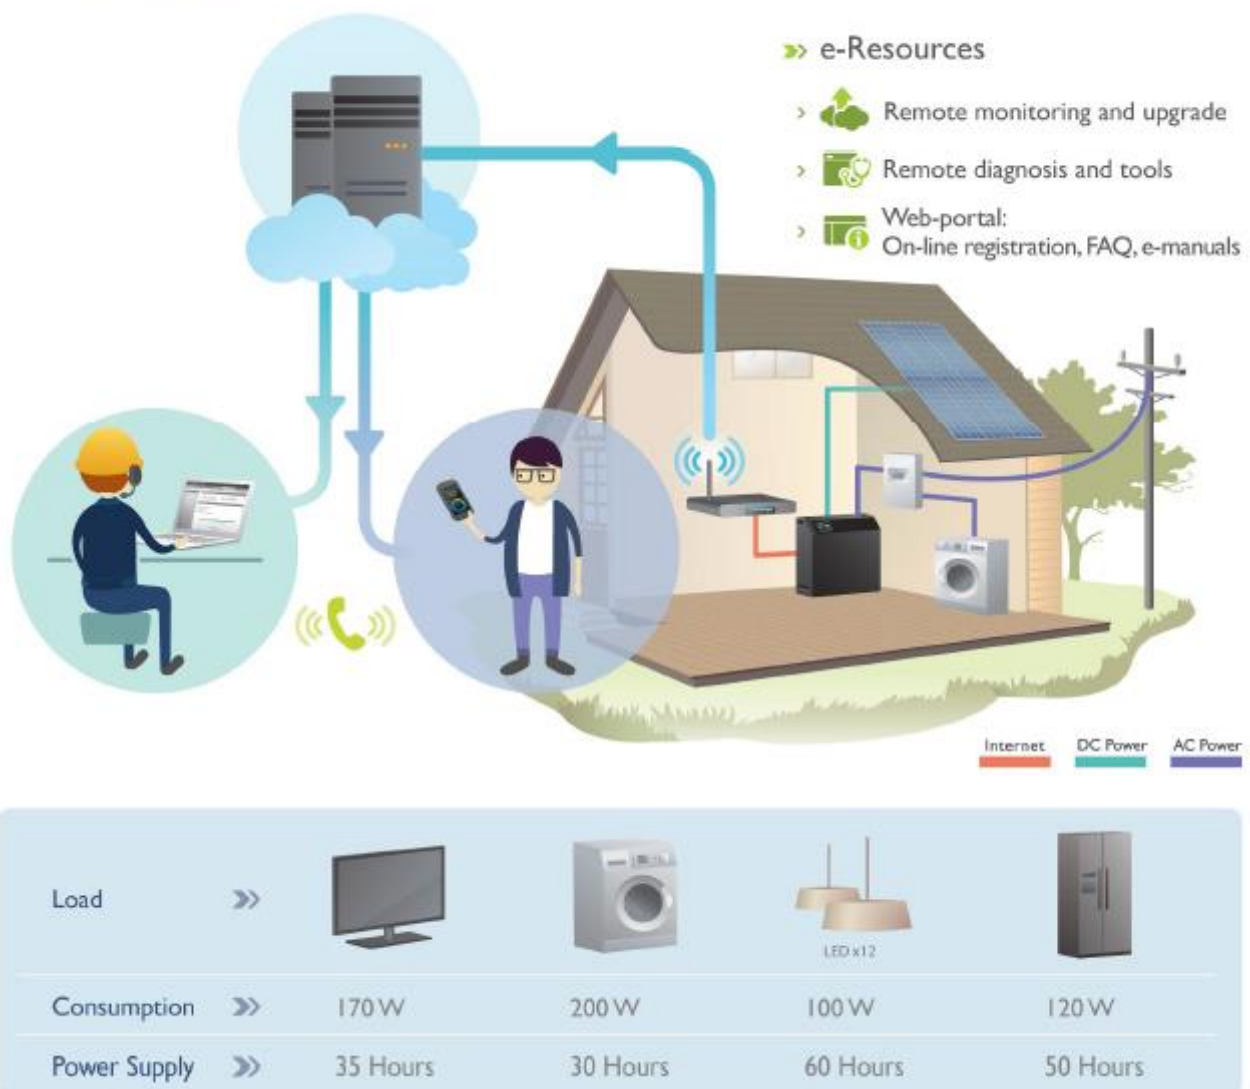 e-Resources
Remote monitoring and upgrade
Remote diagnosis and tools
Web-portal:
On-line registration, FAQ, e-manuals
Internet DC Power AC Power
Load
LED x12
Consumption 170 W 200 W 100 W 120 W
Power Supply 35 Hours 30 Hours 60 Hours 50 Hours